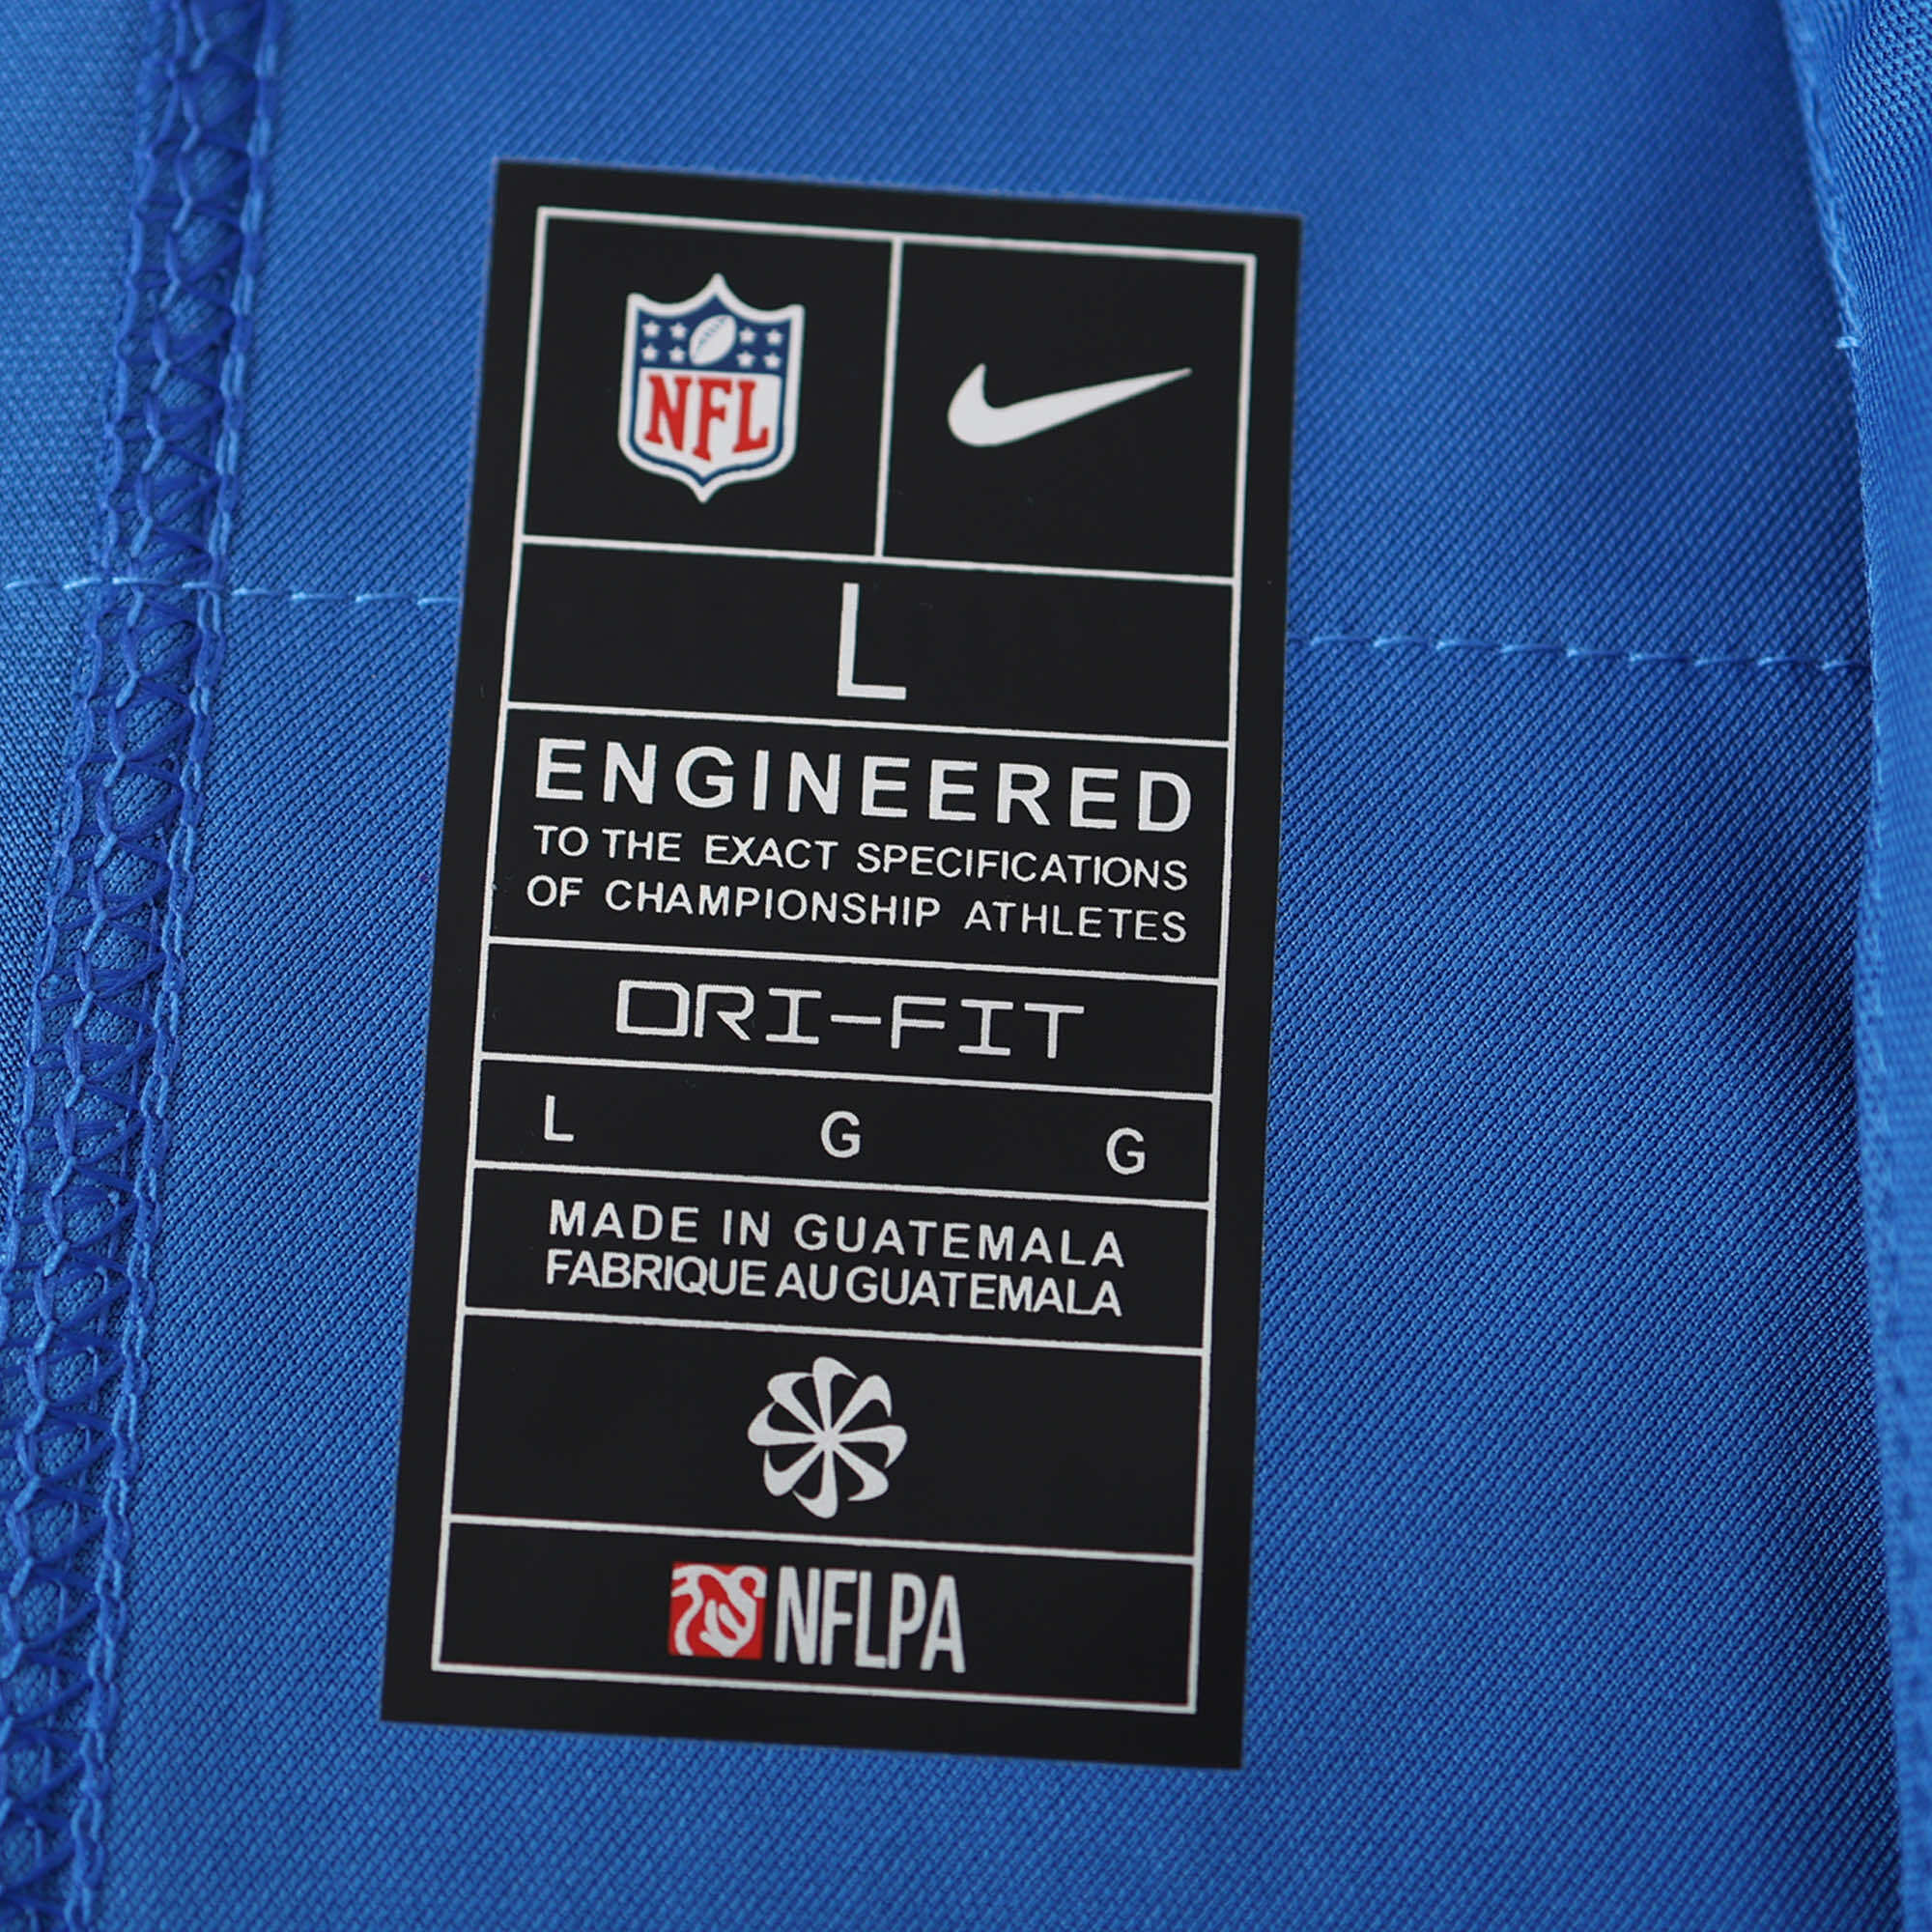 NFL
L
ENGINEERED
TO THE EXACT SPECIFICATIONS
OF CHAMPIONSHIP ATHLETES
DRI-FIT
L G G
MADE IN GUATEMALA
FABRIQUE AU GUATEMALA
NFLPA